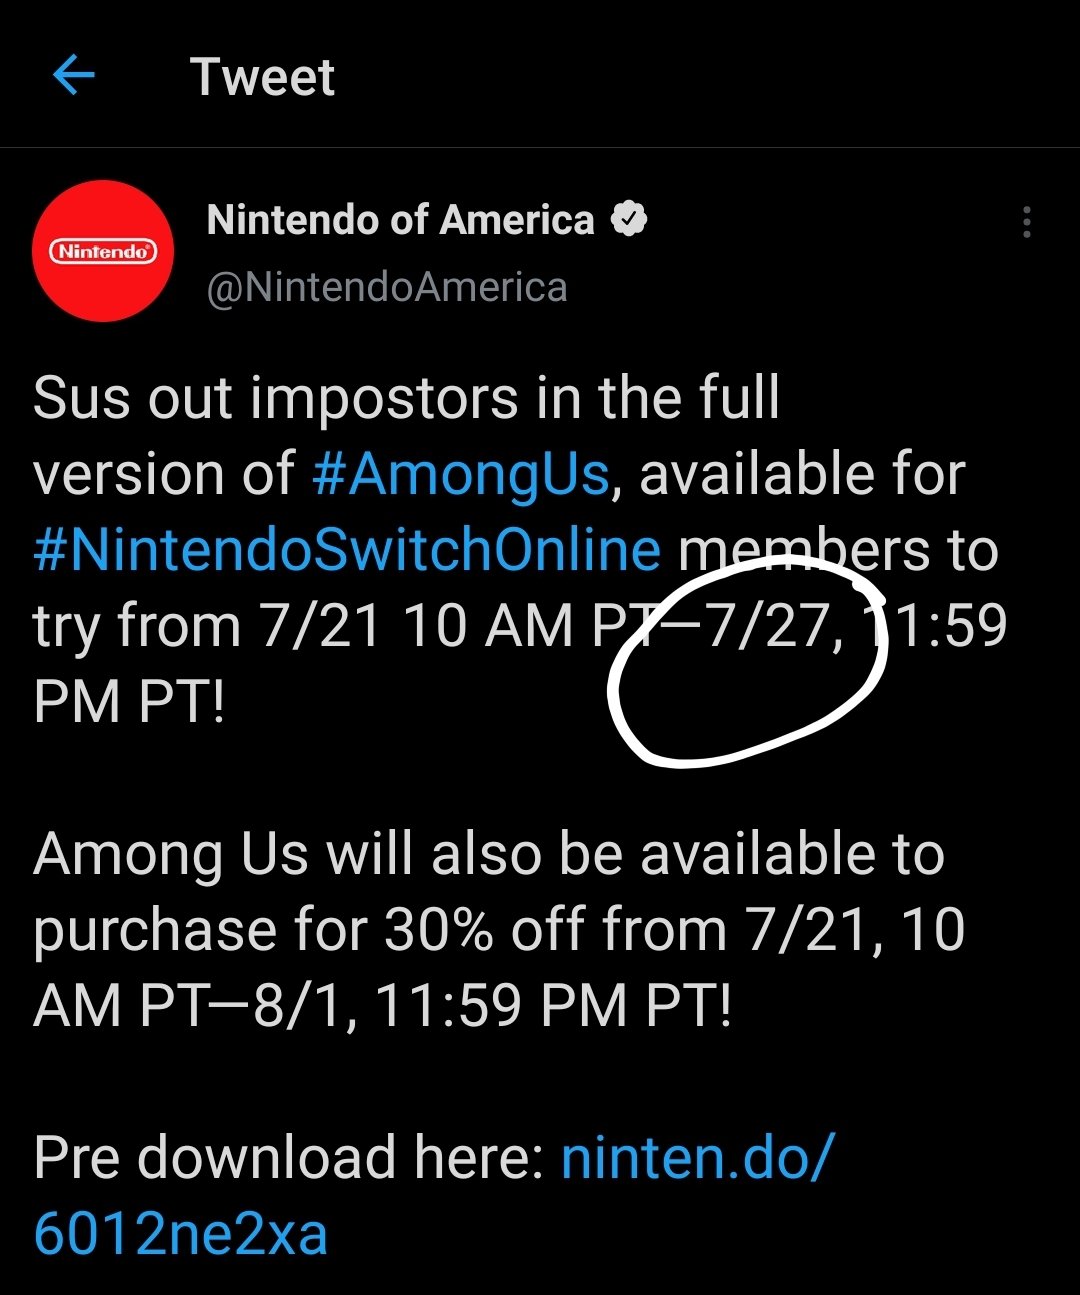 Tweet
Nintendo
Nintendo of America
@NintendoAmerica
Sus out impostors in the full
version of #AmongUs, available for
#NintendoSwitchOnline members to
try from 7/21 10 AM PT—7/27, 11:59
PM PT!
Among Us will also be available to
purchase for 30% off from 7/21, 10
AM PT—8/1, 11:59 PM PT!
Pre download here: ninten.do/
6012ne2xa